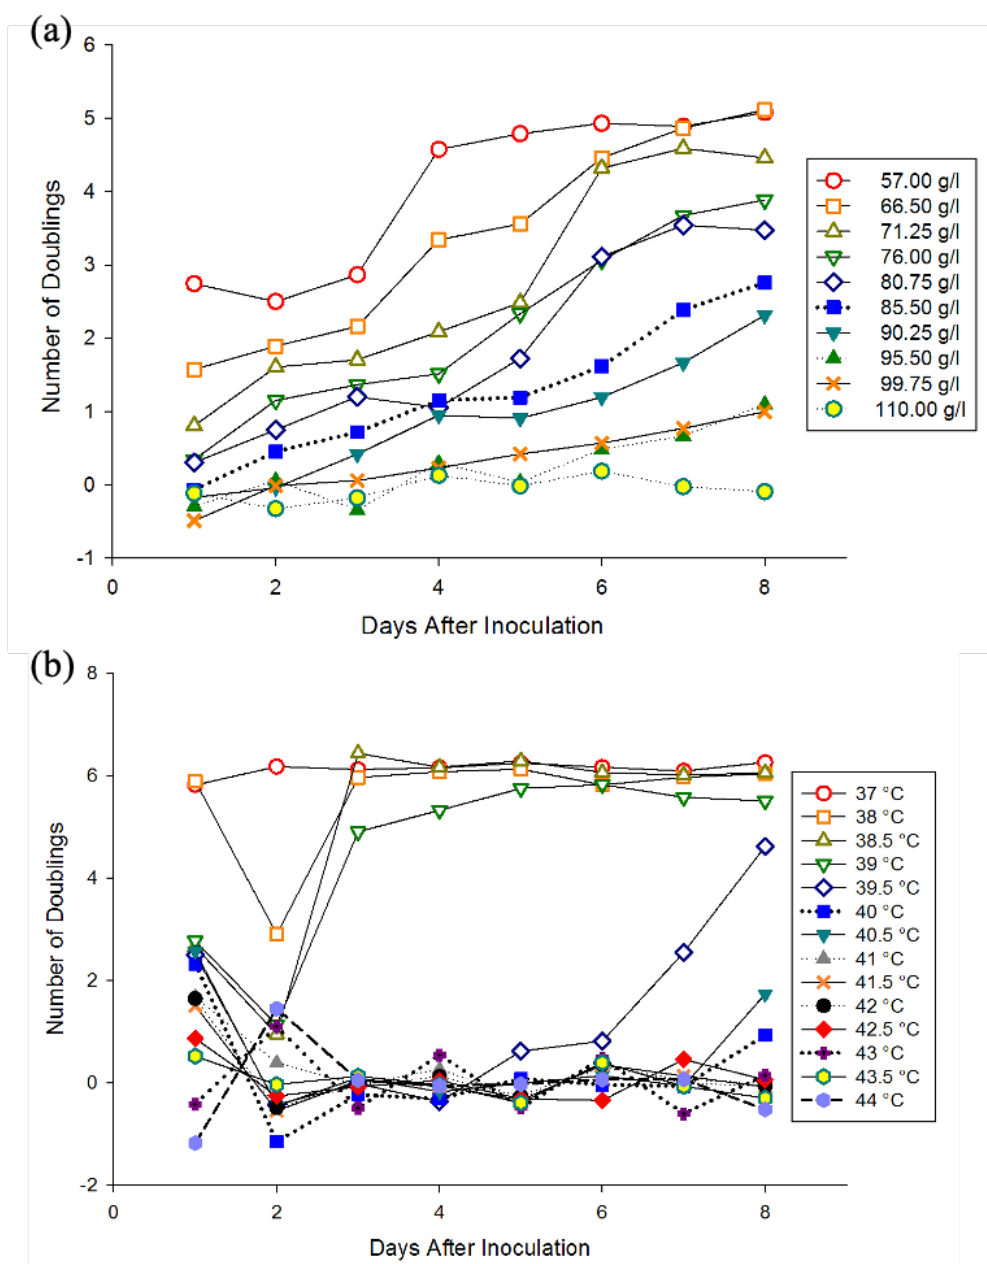 (a)
6
5
4
3
2
1
0
-1
Number of Doublings
0 2 4 6 8
Days After Inoculation
57.00 g/l
66.50 g/l
71.25 g/l
76.00 g/l
80.75 g/l
85.50 g/l
90.25 g/l
95.50 g/l
99.75 g/l
110.00 g/l
(b)
8
6
4
2
0
-2
Number of Doublings
0 2 4 6 8
Days After Inoculation
37 °C
38 °C
38.5 °C
39 °C
39.5 °C
40 °C
40.5 °C
41 °C
41.5 °C
42 °C
42.5 °C
43 °C
43.5 °C
44 °C